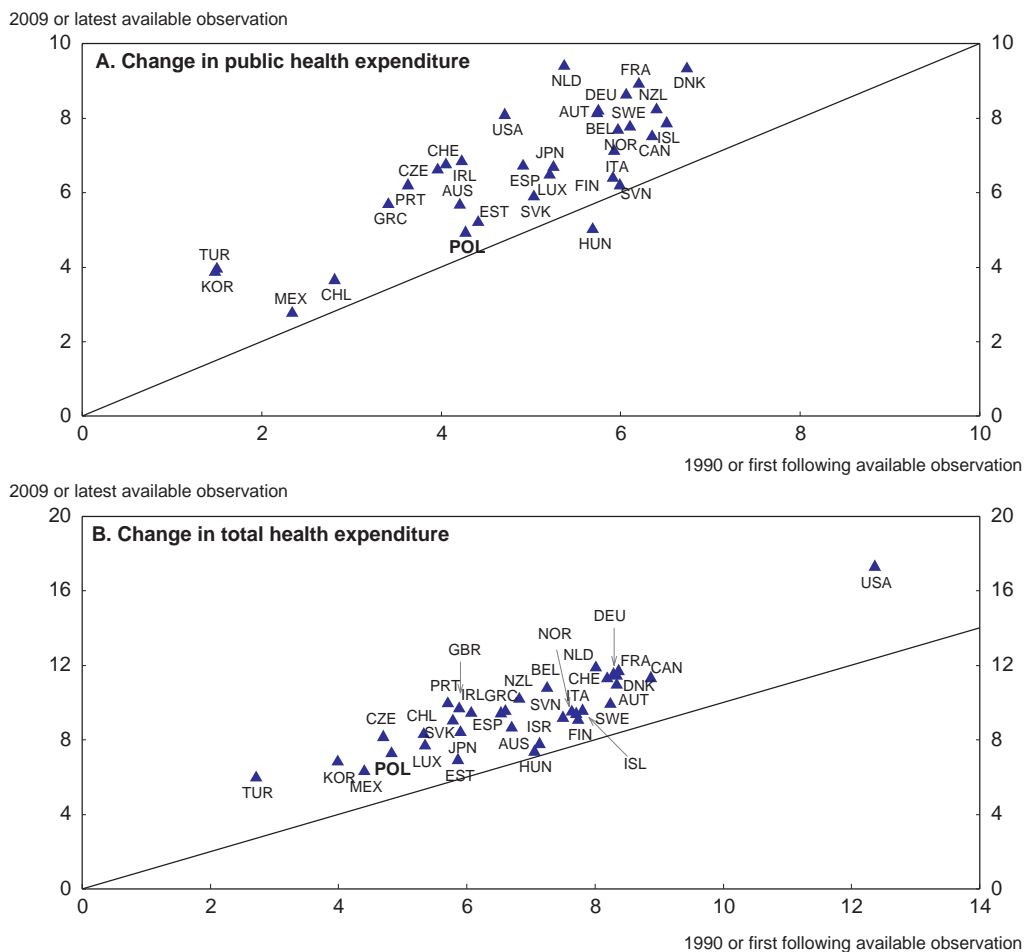 2009 or latest available observation
10 10
A. Change in public health expenditure
FRA
NLD DNK
DEU NZL
8 8
AUT SWE
USA BEL ISL
NOR CAN
CHE JPN
CZE IRL ITA
ESP FIN
PRT AUS LUX SVN
6 6
GRC EST SVK
POL HUN
TUR
4 4
KOR
MEX CHL
2 2
0 0
0 2 4 6 8 10
1990 or first following available observation
2009 or latest available observation
20 20
B. Change in total health expenditure
16 16
USA
DEU
NOR
GBR NLD
12 12
BEL FRA CAN
CHE
PRT IRL GRC NZL ITA DNK
SVN AUT
CZE CHL SVK ESP ISR SWE
8 8
JPN AUS FIN
POL LUX HUN ISL
KOR MEX EST
TUR
4 4
0 0
0 2 4 6 8 10 12 14
1990 or first following available observation